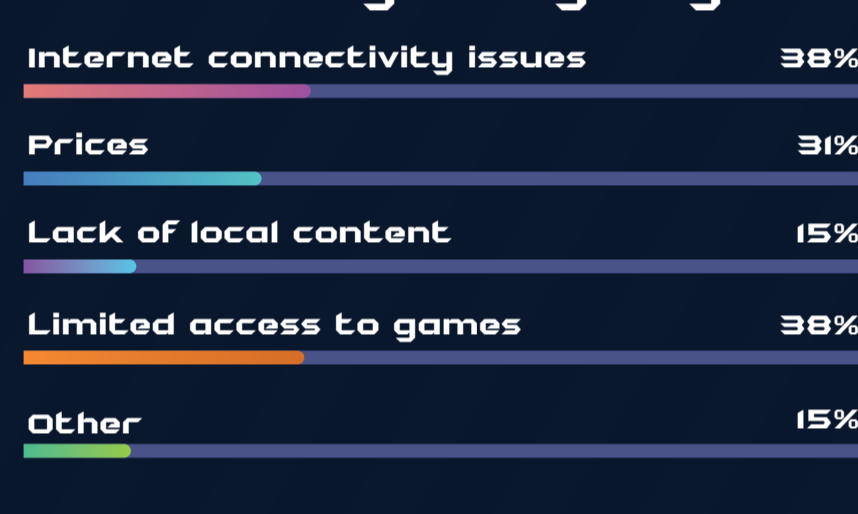 Internet connectivity issues 38%
Prices 31%
Lack of local content 15%
Limited access to games 38%
Other 15%